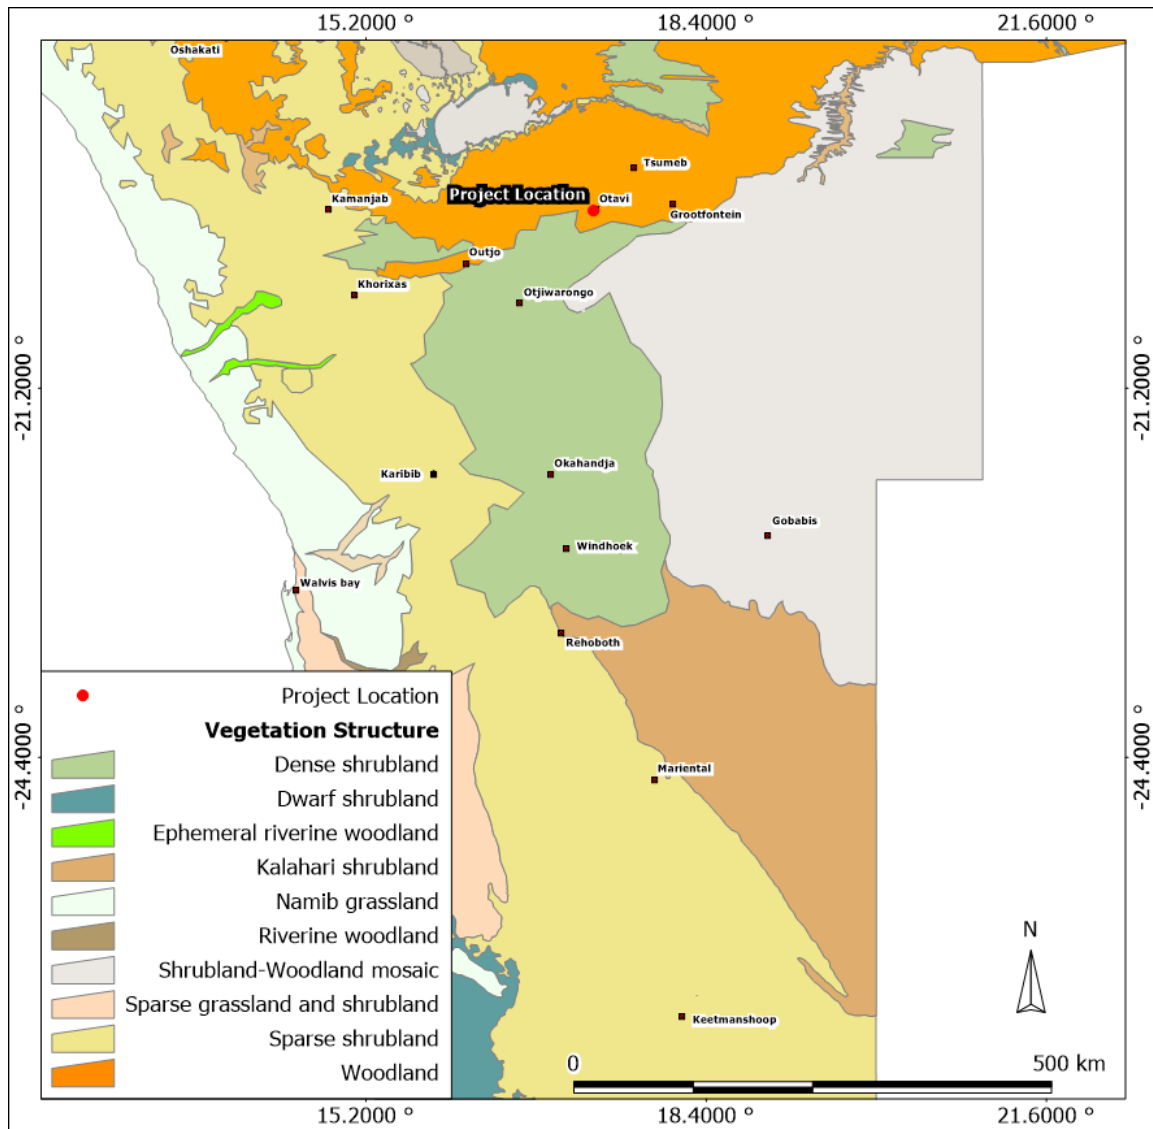 15.2000 ° 18.4000 ° 21.6000 °
Oshakati
Tsumeb
Project Location
Kamanjab
Otavi
Grootfontein
Outjo
Khorixas
Otjiwarongo
-21.2000 °
-21.2000 °
Okahandja
Karibib
Gobabis
Windhoek
Walvis bay
Rehoboth
Project Location
Vegetation Structure
-24.4000 °
-24.4000 °
Mariental
Dense shrubland
Dwarf shrubland
Ephemeral riverine woodland
Kalahari shrubland
Namib grassland
Riverine woodland
N
Shrubland-Woodland mosaic
Sparse grassland and shrubland
Keetmanshoop
Sparse shrubland
0 500 km
Woodland
15.2000 ° 18.4000 ° 21.6000 °